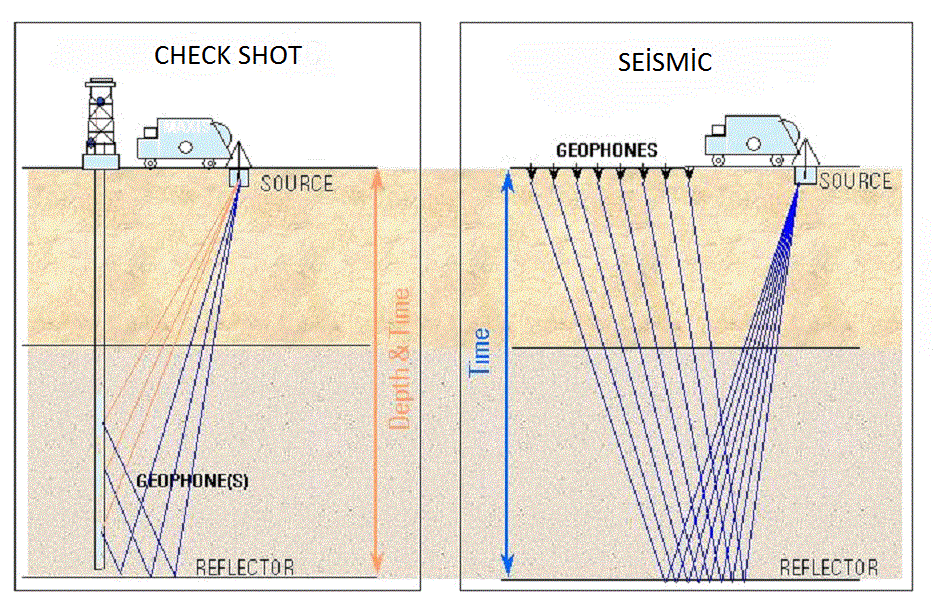 CHECK SHOT
SOURCE
Depth & Time
GEOPHONE(S)
REFLECTOR
SEİSMİC
GEOPHONES
SOURCE
Time
REFLECTOR